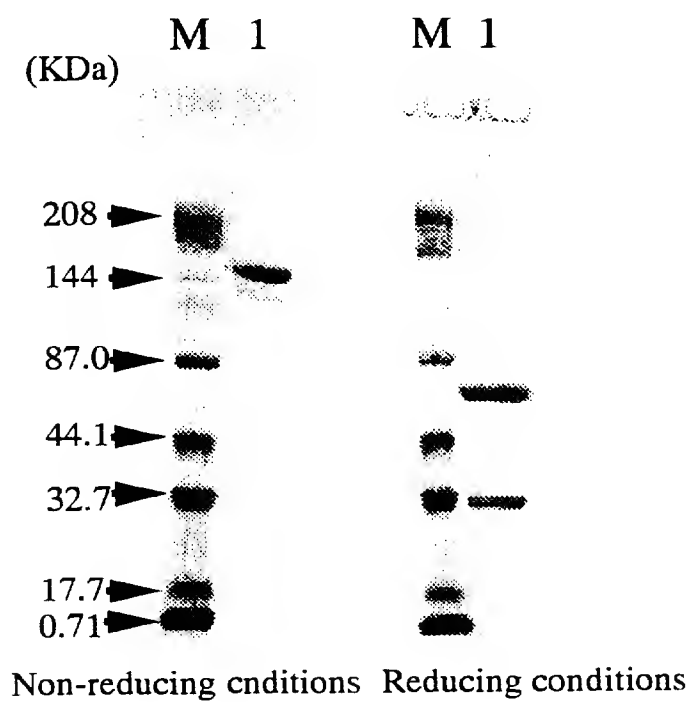 M 1 M 1
(KDa)
208
144
87.0
44.1
32.7
17.7
0.71
Non-reducing cnditions Reducing conditions